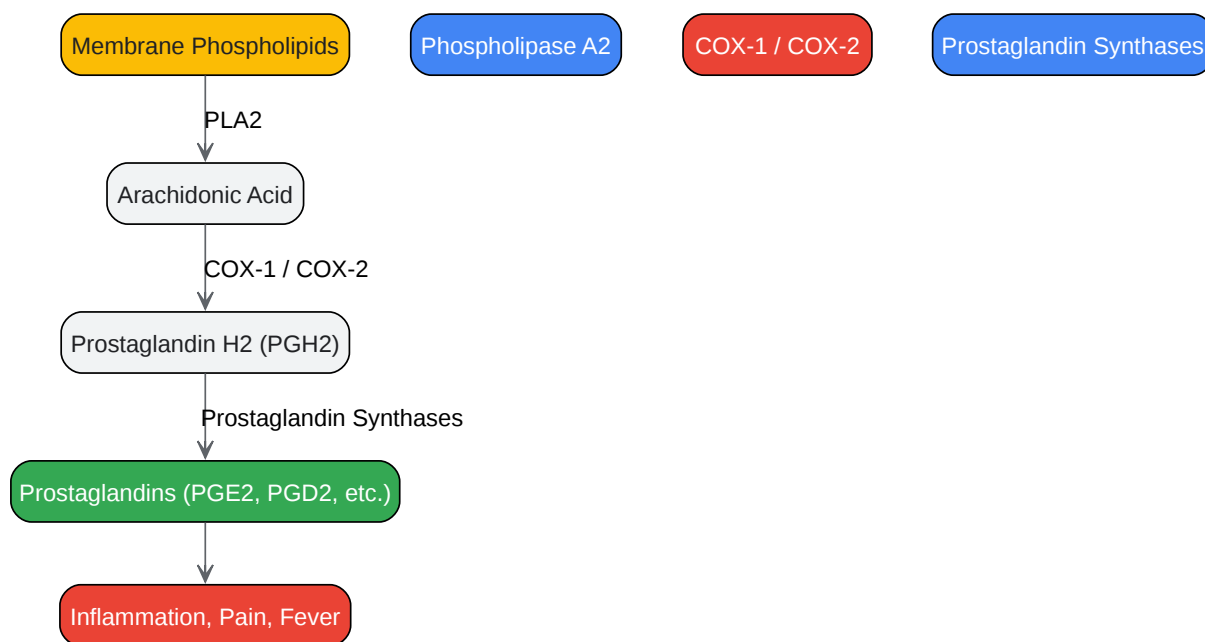 Membrane Phospholipids
Phospholipase A2
COX-1 / COX-2
Prostaglandin Synthases
PLA2
Arachidonic Acid
COX-1 / COX-2
Prostaglandin H2 (PGH2)
Prostaglandin Synthases
Prostaglandins (PGE2, PGD2, etc.)
Inflammation, Pain, Fever